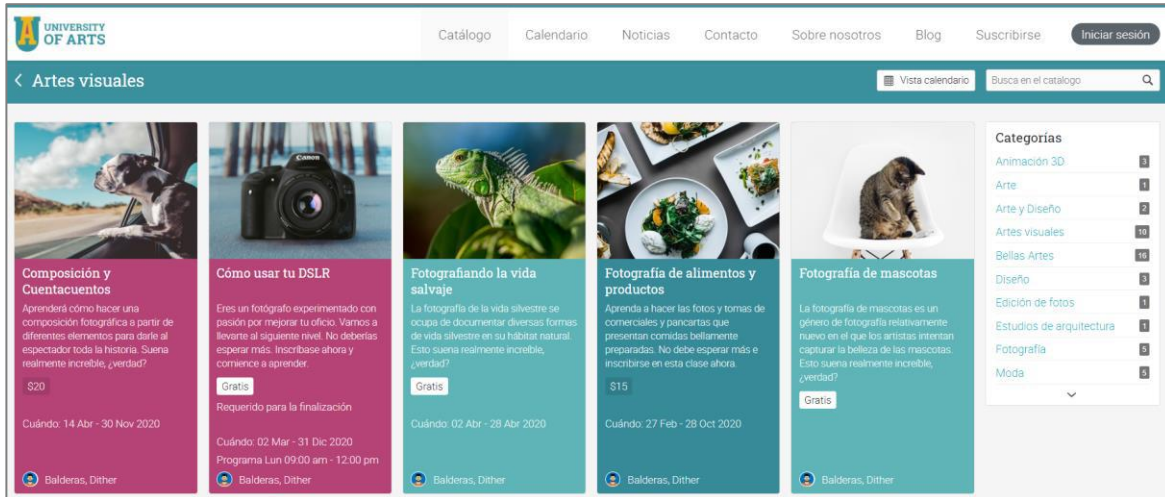 UNIVERSITY
OF ARTS
Catálogo
Calendario
Noticias
Contacto
Sobre nosotros
Blog
Suscribirse
Iniciar sesión
Artes visuales
Vista calendario
Busca en el catalogo
Canon
Composición y
Cuentacuentos
Aprenderá cómo hacer una
composición fotográfica a partir de
diferentes elementos para darle al
espectador toda la historia. Suena
realmente increíble, ¿verdad?
$20
Cuándo: 14 Abr - 30 Nov 2020
Balderas, Dither
Cómo usar tu DSLR
Eres un fotógrafo experimentado con
pasión por mejorar tu oficio. Vamos a
llevarte al siguiente nivel. No deberías
esperar más. Inscríbase ahora y
comience a aprender.
Gratis
Requerido para la finalización
Cuándo: 02 Mar - 31 Dic 2020
Programa Lun 09:00 am - 12:00 pm
Balderas, Dither
Fotografiando la vida
salvaje
La fotografía de la vida silvestre se
ocupa de documentar diversas formas
de vida silvestre en su hábitat natural.
Esto suena realmente increíble,
¿verdad?
Gratis
Cuándo: 02 Abr - 28 Abr 2020
Balderas, Dither
Fotografía de alimentos y
productos
Aprenda a hacer las fotos y tomas de
comerciales y pancartas que
presentan comidas bellamente
preparadas. No debe esperar más e
inscribirse en esta clase ahora.
$15
Cuándo: 27 Feb - 28 Oct 2020
Balderas, Dither
Fotografía de mascotas
La fotografía de mascotas es un
género de fotografía relativamente
nuevo en el que los artistas intentan
capturar la belleza de las mascotas.
Esto suena realmente increíble,
¿verdad?
Gratis
Balderas, Dither
Categorías
Animación 3D 3
Arte 1
Arte y Diseño 2
Artes visuales 10
Bellas Artes 16
Diseño 3
Edición de fotos 1
Estudios de arquitectura 1
Fotografía 5
Moda 5